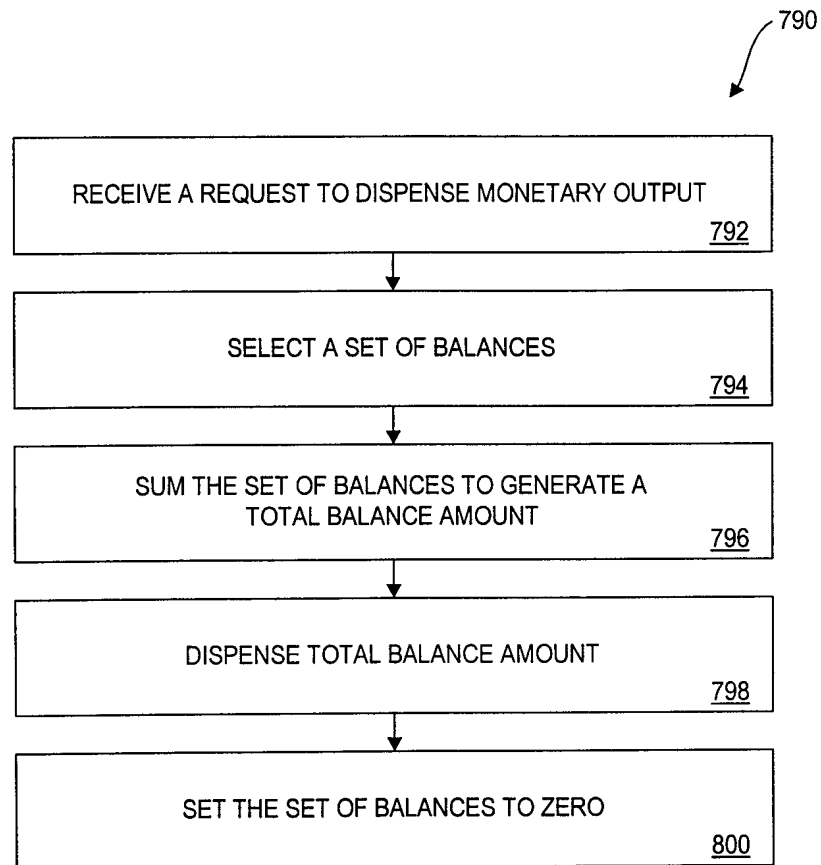 790
RECEIVE A REQUEST TO DISPENSE MONETARY OUTPUT
792
SELECT A SET OF BALANCES
794
SUM THE SET OF BALANCES TO GENERATE A
TOTAL BALANCE AMOUNT
796
DISPENSE TOTAL BALANCE AMOUNT
798
SET THE SET OF BALANCES TO ZERO
800